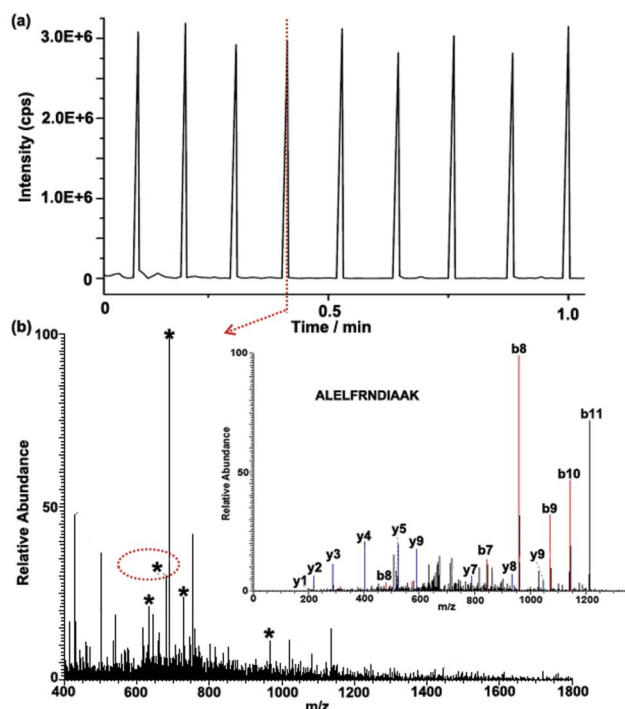 (a)
3.0E+6
2.0E+6
1.0E+6
0
Intensity (cps)
0
0.5
1.0
Time / min
(b)
*
100
50
0
Relative Abundance
*
*
*
*
400
600
800
1000
1200
1400
1600
1800
m/z
ALELFRNDIAAK
100
50
0
Relative Abundance
y1
y2
y3
y4
b8
y5
y9
y7
b7
y8
b8
y9
b9
b10
b11
0
200
400
600
800
1000
1200
m/z